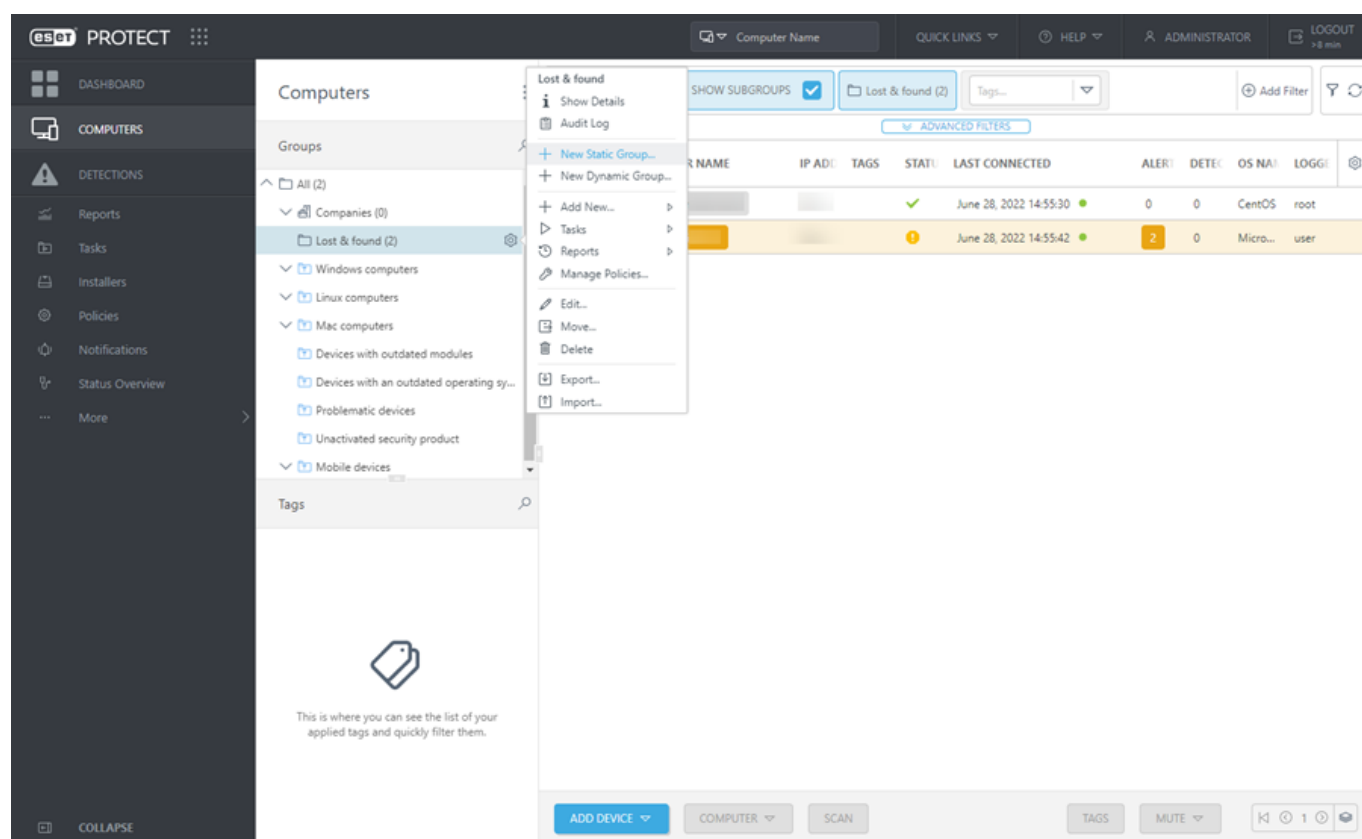 eset PROTECT
Computer Name
QUICK LINKS
HELP
ADMINISTRATOR
LOGOUT
>8 min
DASHBOARD
COMPUTERS
DETECTIONS
Reports
Tasks
Installers
Policies
Notifications
Status Overview
More
COLLAPSE
Computers
Groups
All (2)
Companies (0)
Lost & found (2)
Windows computers
Linux computers
Mac computers
Devices with outdated modules
Devices with an outdated operating sy...
Problematic devices
Unactivated security product
Mobile devices
Tags
This is where you can see the list of your
applied tags and quickly filter them.
Lost & found
Show Details
Audit Log
New Static Group...
New Dynamic Group...
Add New...
Tasks
Reports
Manage Policies...
Edit...
Move...
Delete
Export...
Import...
SHOW SUBGROUPS
Lost & found (2)
Tags...
Add Filter
ADVANCED FILTERS
R NAME IP ADD TAGS STATU LAST CONNECTED ALERT DETEC OS NAM LOGGE
June 28, 2022 14:55:30 0 0 CentOS root
June 28, 2022 14:55:42 2 0 Micro... user
ADD DEVICE
COMPUTER
SCAN
TAGS
MUTE
1